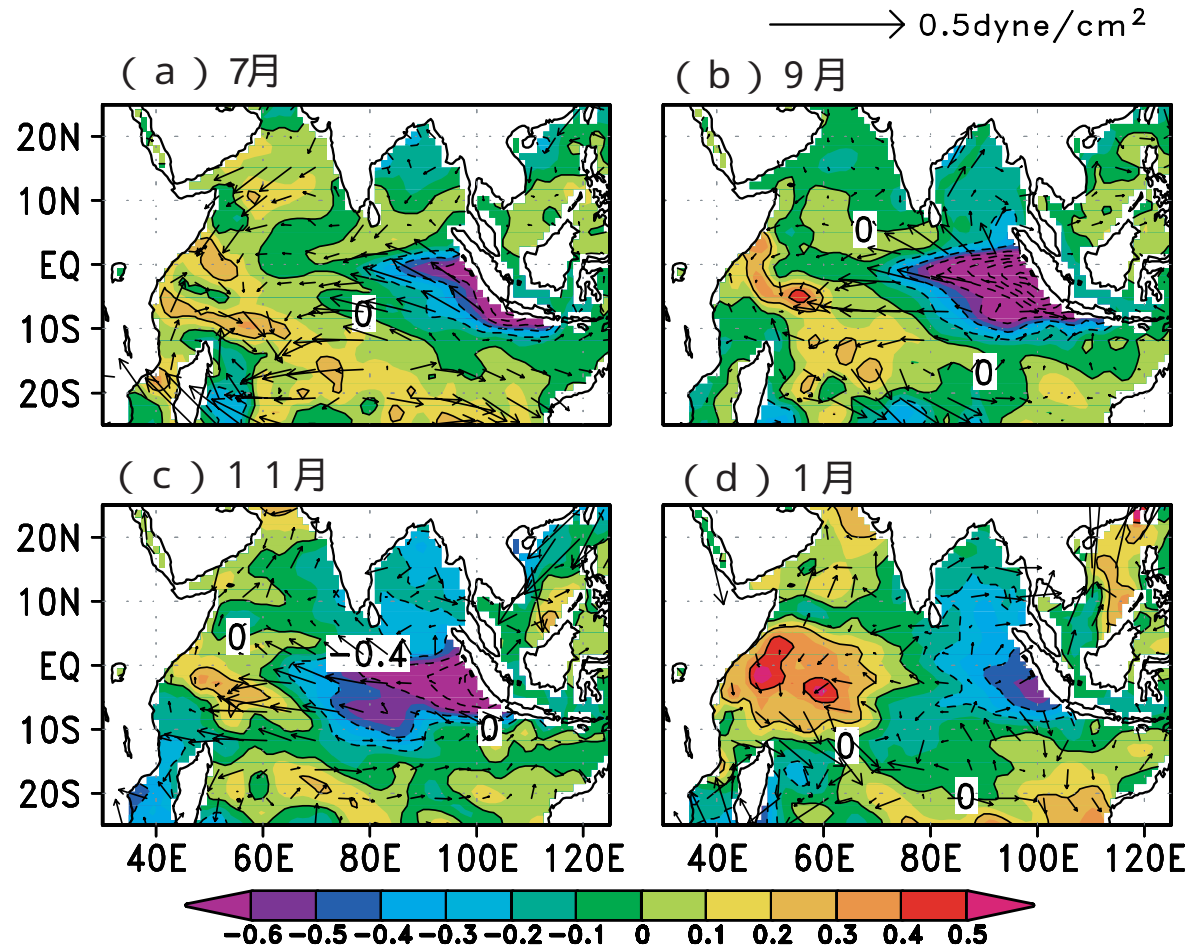 0.5dyne/cm²
（a）7月
（b）9月
20N
10N
EQ
10S
20S
0
0
0
（c）11月
（d）1月
20N
10N
EQ
10S
20S
0
-0.4
0
0
0
40E 60E 80E 100E 120E
40E 60E 80E 100E 120E
-0.6 -0.5 -0.4 -0.3 -0.2 -0.1 0 0.1 0.2 0.3 0.4 0.5